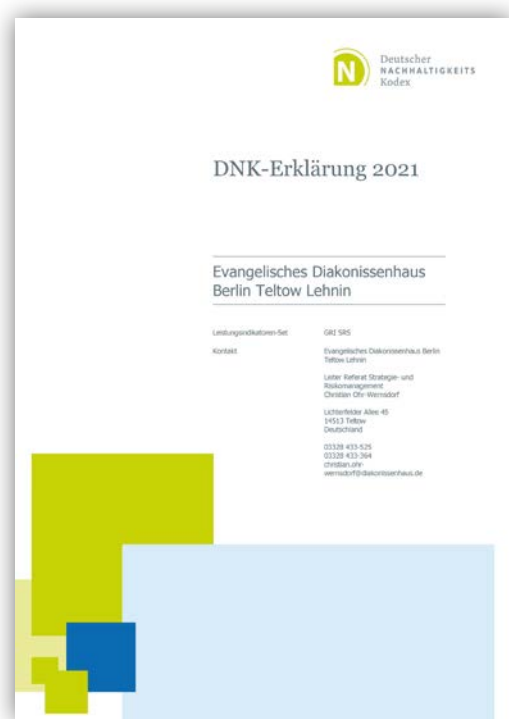 N
Deutscher
NACHHALTIGKEITS
Kodex
DNK-Erklärung 2021
Evangelisches Diakonissenhaus
Berlin Teltow Lehnin
Leistungsindikatoren-Set GRI SRS
Kontakt Evangelisches Diakonissenhaus Berlin
Teltow Lehnin
Leiter Referat Strategie- und
Risikomanagement
Christian Ohr-Wernsdorf
Lichterfelder Allee 45
14513 Teltow
Deutschland
03328 433-525
03328 433-364
christian.ohr-
wernsdorf@diakonissenhaus.de